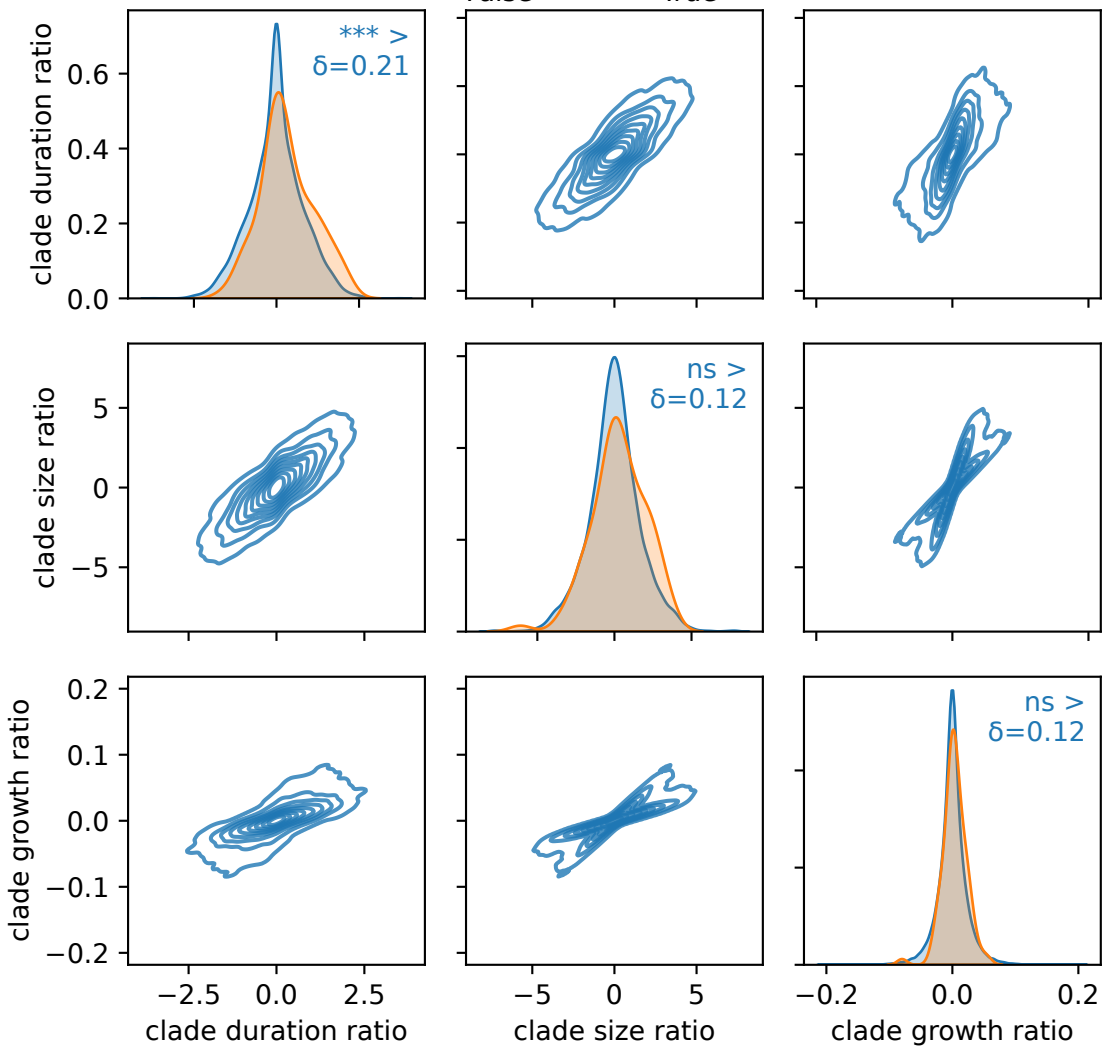 *** >
δ=0.21
clade duration ratio
0.6
0.4
0.2
0.0
ns >
δ=0.12
clade size ratio
5
0
−5
ns >
δ=0.12
clade growth ratio
0.2
0.1
0.0
−0.1
−0.2
−2.5 0.0 2.5 −5 0 5 −0.2 0.0 0.2
clade duration ratio clade size ratio clade growth ratio